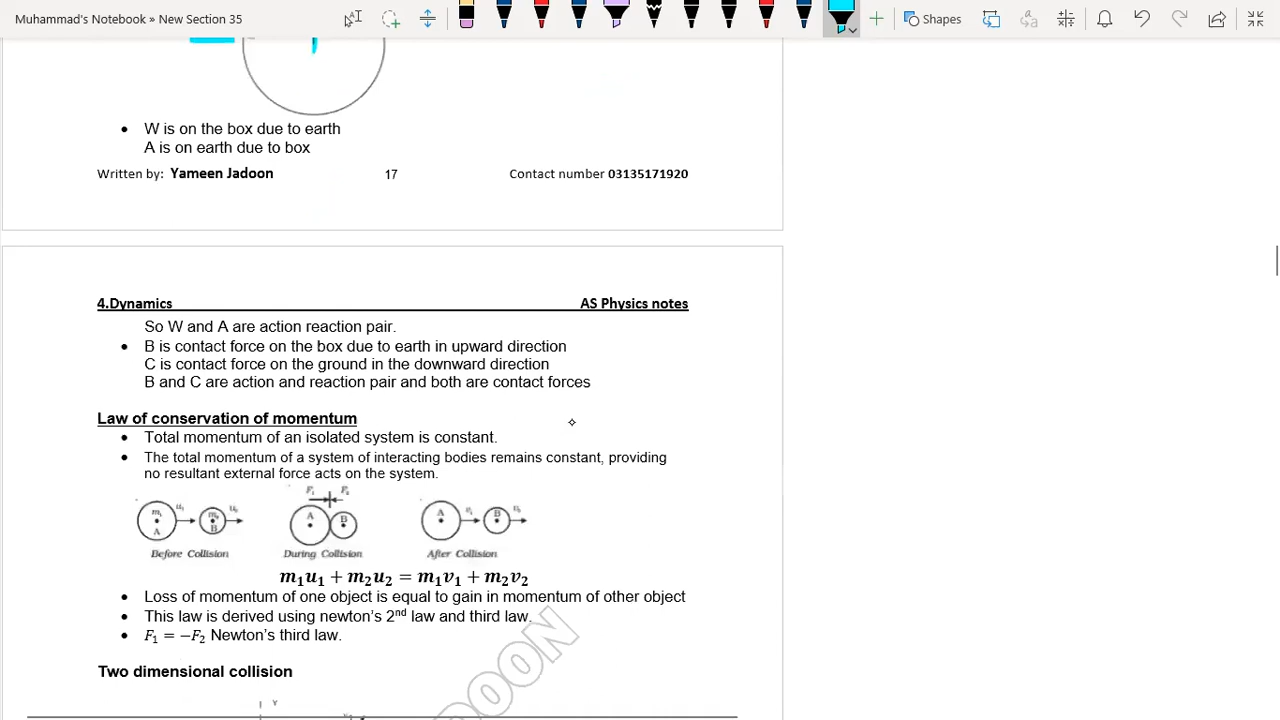 Muhammad's Notebook » New Section 35
Shapes
W is on the box due to earth
A is on earth due to box
Written by: Yameen Jadoon 17 Contact number 03135171920
4.Dynamics AS Physics notes
So W and A are action reaction pair.
B is contact force on the box due to earth in upward direction
C is contact force on the ground in the downward direction
B and C are action and reaction pair and both are contact forces
Law of conservation of momentum
Total momentum of an isolated system is constant.
The total momentum of a system of interacting bodies remains constant, providing
no resultant external force acts on the system.
F₁ F₂
m₁ u₁ A B
A B A B
Before Collision During Collision After Collision
m₁u₁ + m₂u₂ = m₁v₁ + m₂v₂
Loss of momentum of one object is equal to gain in momentum of other object
This law is derived using newton's 2nd law and third law.
F₁ = −F₂ Newton's third law.
Two dimensional collision
Y
OON